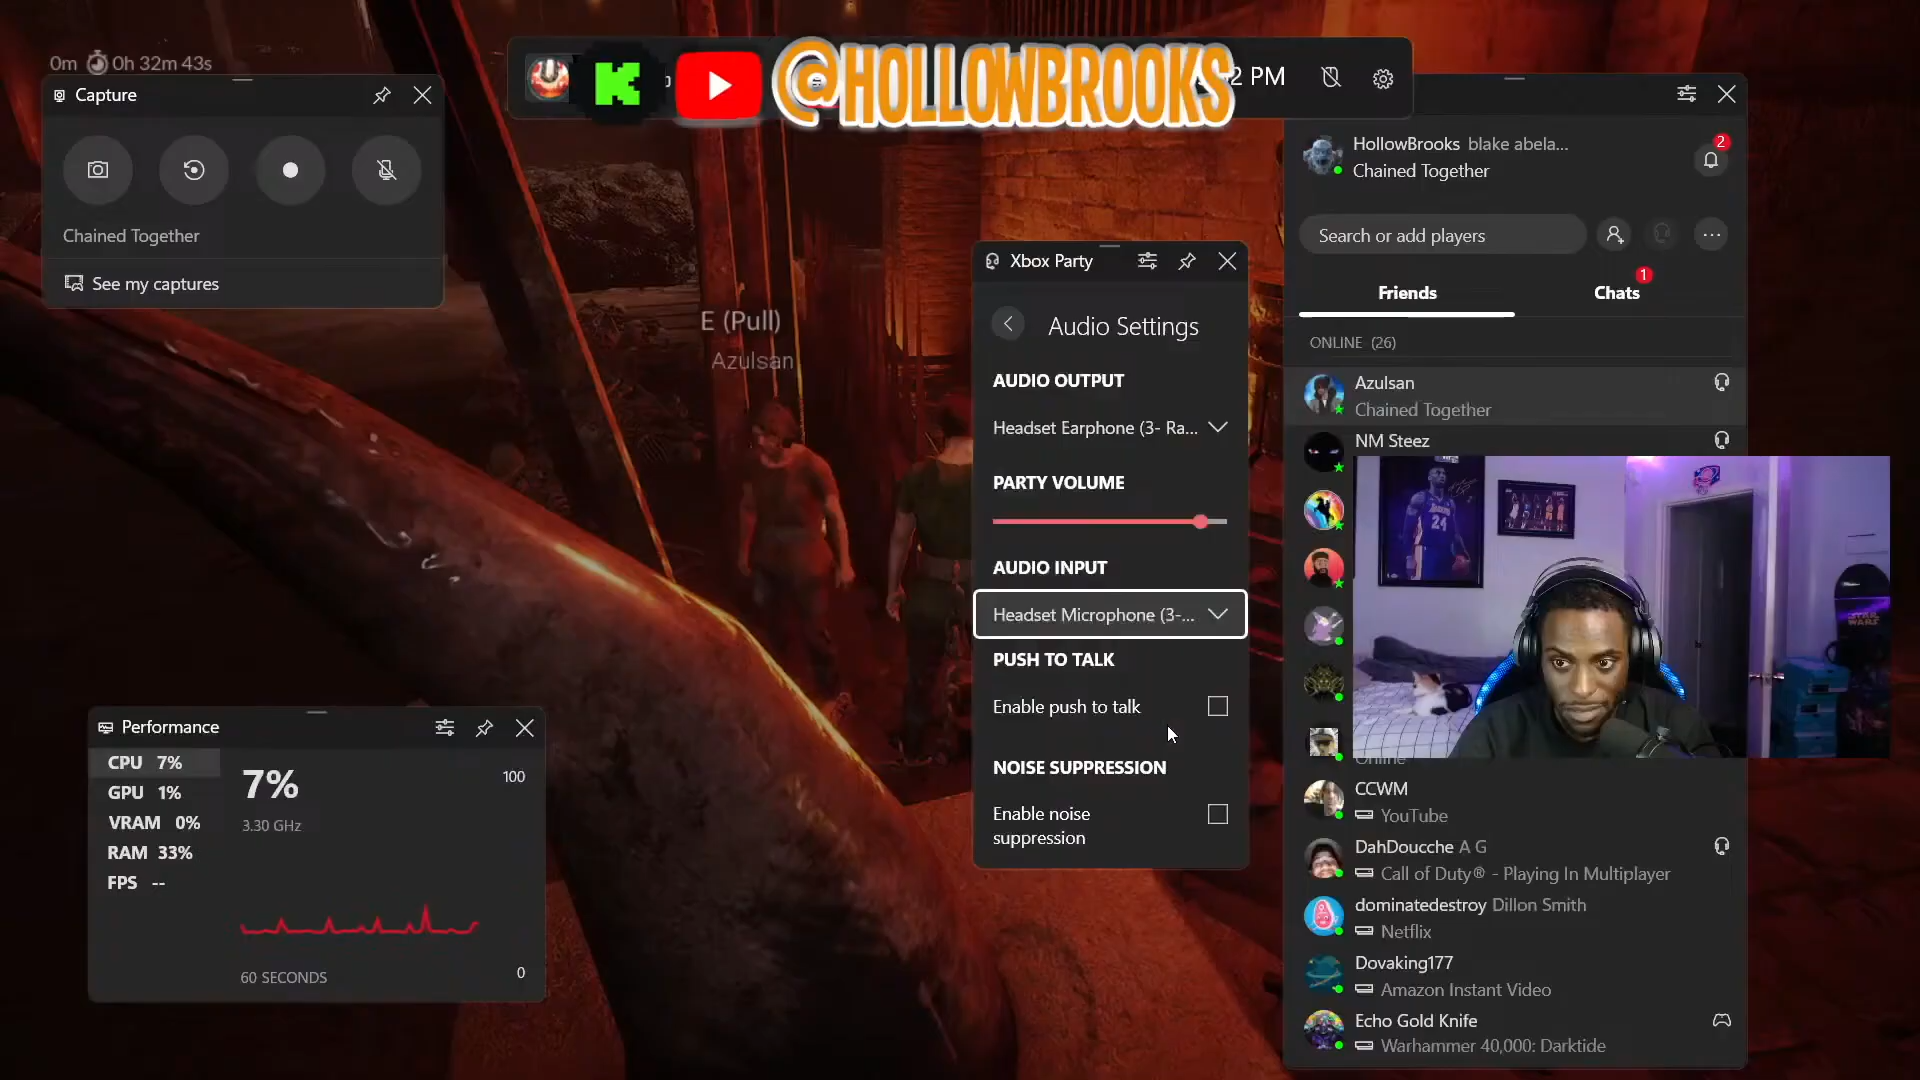 0m 0h 32m 43s
Capture
Chained Together
See my captures
K
@HOLLOWBROOKS
2 PM
E (Pull)
Azulsan
Xbox Party
Audio Settings
AUDIO OUTPUT
Headset Earphone (3- Ra...
PARTY VOLUME
AUDIO INPUT
Headset Microphone (3-...
PUSH TO TALK
Enable push to talk
NOISE SUPPRESSION
Enable noise
suppression
HollowBrooks blake abela...
Chained Together
2
Search or add players
Friends
Chats
1
ONLINE (26)
Azulsan
Chained Together
NM Steez
24
STAR
WARS
Online
CCWM
YouTube
DahDoucche A G
Call of Duty® - Playing In Multiplayer
dominatedestroy Dillon Smith
Netflix
Dovaking177
Amazon Instant Video
Echo Gold Knife
Warhammer 40,000: Darktide
Performance
CPU 7%
GPU 1%
VRAM 0%
RAM 33%
FPS --
7%
3.30 GHz
100
60 SECONDS
0